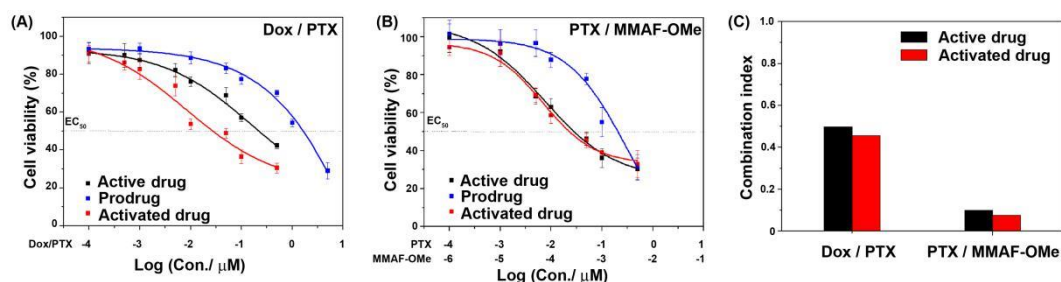 (A)
Dox / PTX
Cell viability (%)
100
80
60
40
20
0
EC50
Active drug
Prodrug
Activated drug
Dox/PTX -4 -3 -2 -1 0 1
Log (Con./ μM)
(B)
PTX / MMAF-OMe
Cell viability (%)
100
80
60
40
20
0
EC50
Active drug
Prodrug
Activated drug
PTX -4 -3 -2 -1 0
MMAF-OMe -6 -5 -4 -3 -2 -1
Log (Con./ μM)
(C)
Combination index
1.0
0.8
0.6
0.4
0.2
0
Active drug
Activated drug
Dox / PTX
PTX / MMAF-OMe